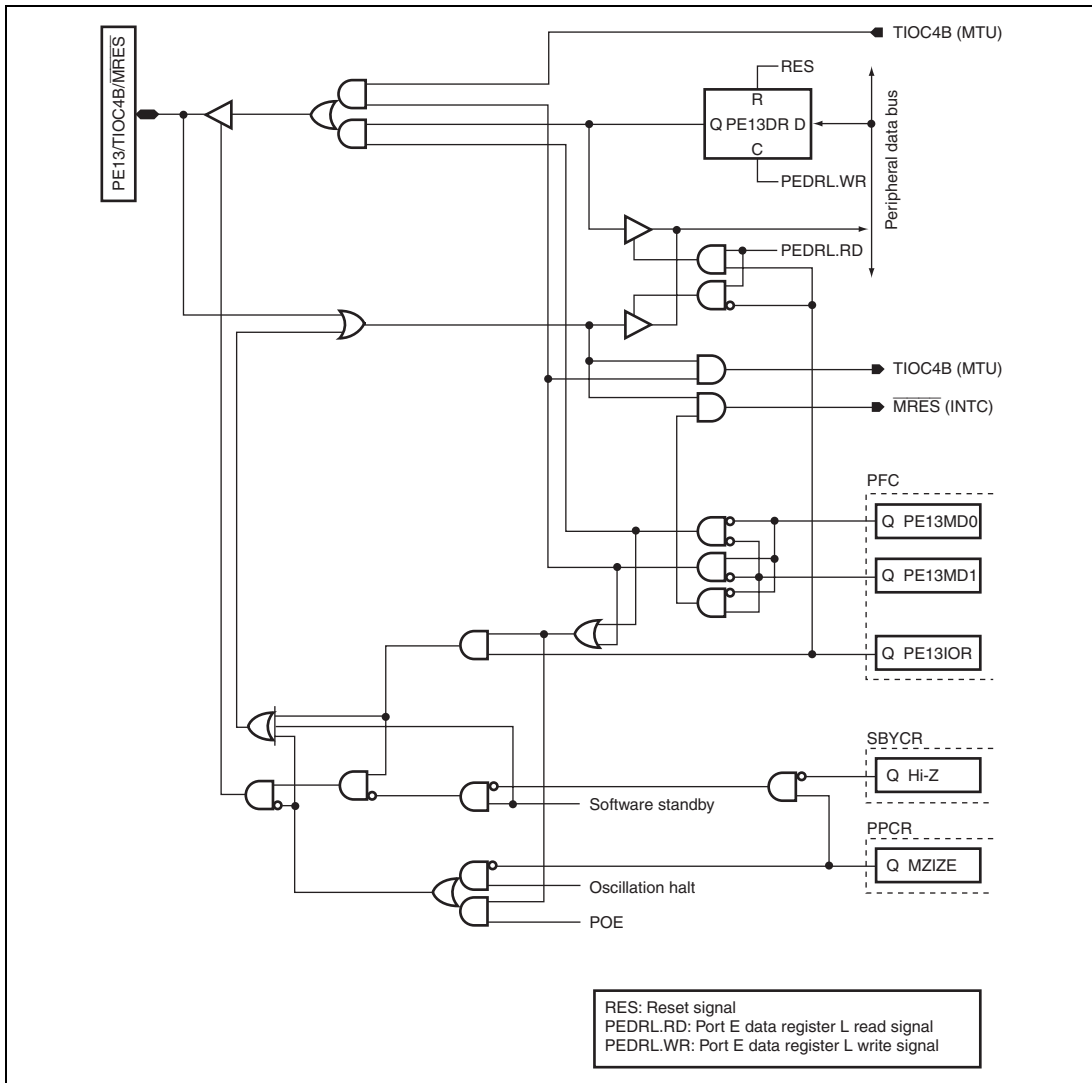 PE13/TIOC4B/MRES
TIOC4B (MTU)
RES
R
Q PE13DR D
C
PEDRL.WR
Peripheral data bus
PEDRL.RD
TIOC4B (MTU)
MRES (INTC)
PFC
Q PE13MD0
Q PE13MD1
Q PE13IOR
SBYCR
Q Hi-Z
Software standby
PPCR
Q MZIZE
Oscillation halt
POE
RES: Reset signal
PEDRL.RD: Port E data register L read signal
PEDRL.WR: Port E data register L write signal